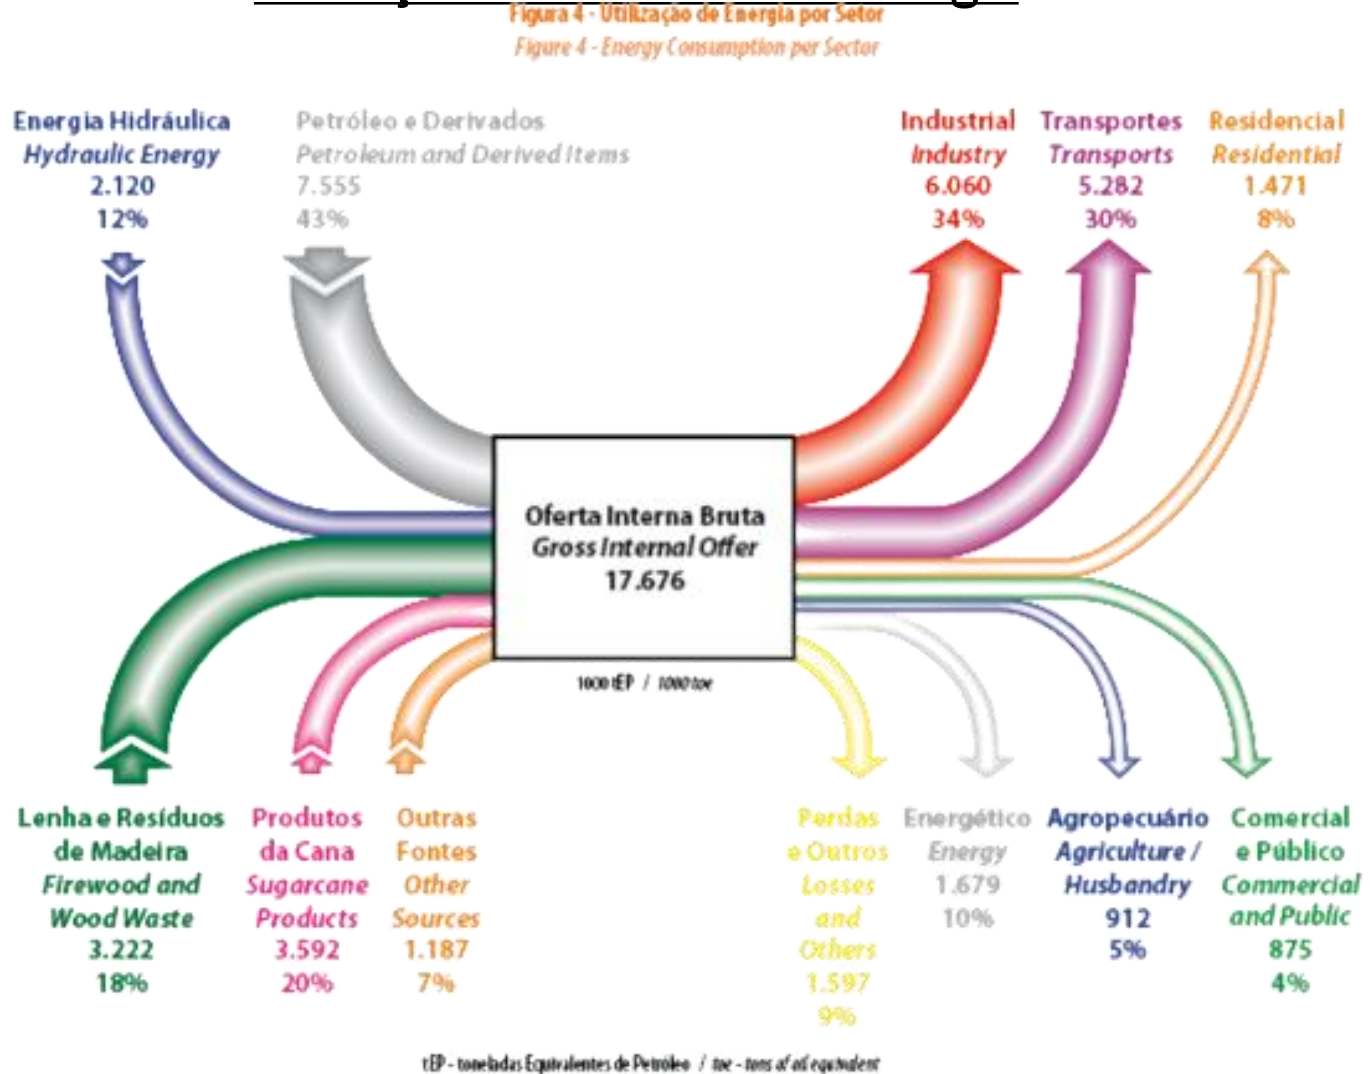 Figura 4 - Utilização de Energia por Setor
Figure 4 - Energy Consumption per Sector
Energia Hidráulica
Hydraulic Energy
2.120
12%
Petróleo e Derivados
Petroleum and Derived Items
7.555
43%
Industrial
Industry
6.060
34%
Transportes
Transports
5.282
30%
Residencial
Residential
1.471
8%
Oferta Interna Bruta
Gross Internal Offer
17.676
1000 tEP / 1000 toe
Lenha e Resíduos
de Madeira
Firewood and
Wood Waste
3.222
18%
Produtos
da Cana
Sugarcane
Products
3.592
20%
Outras
Fontes
Other
Sources
1.187
7%
Perdas
e Outros
Losses
and
Others
1.597
9%
Energético
Energy
1.679
10%
Agropecuário
Agriculture /
Husbandry
912
5%
Comercial
e Público
Commercial
and Public
875
4%
tEP - toneladas Equivalentes de Petróleo / toe - tons of oil equivalent